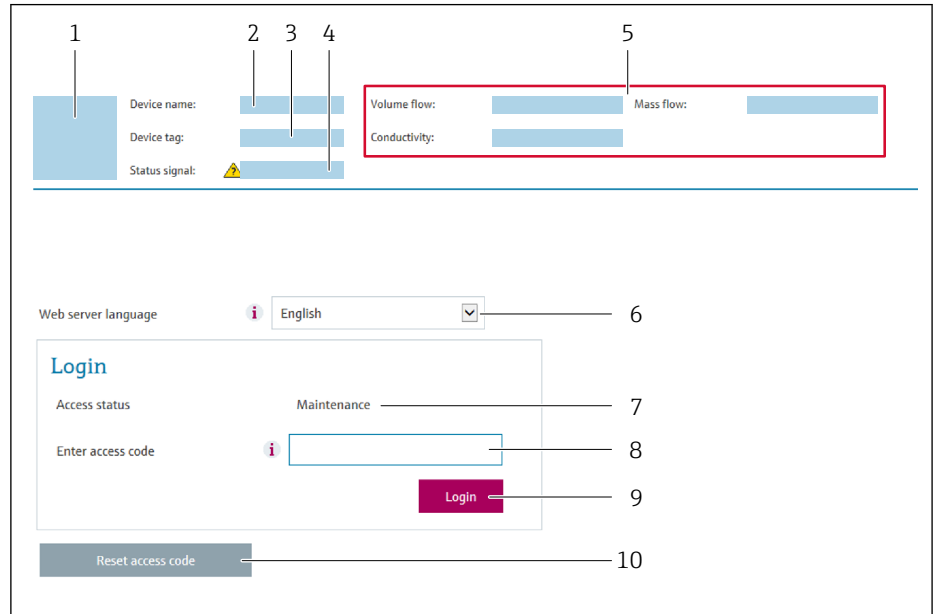 1 2 3 4 5
Device name: Volume flow: Mass flow:
Device tag: Conductivity:
Status signal: ?
Web server language i English 6
Login
Access status Maintenance 7
Enter access code i 8
Login 9
Reset access code 10